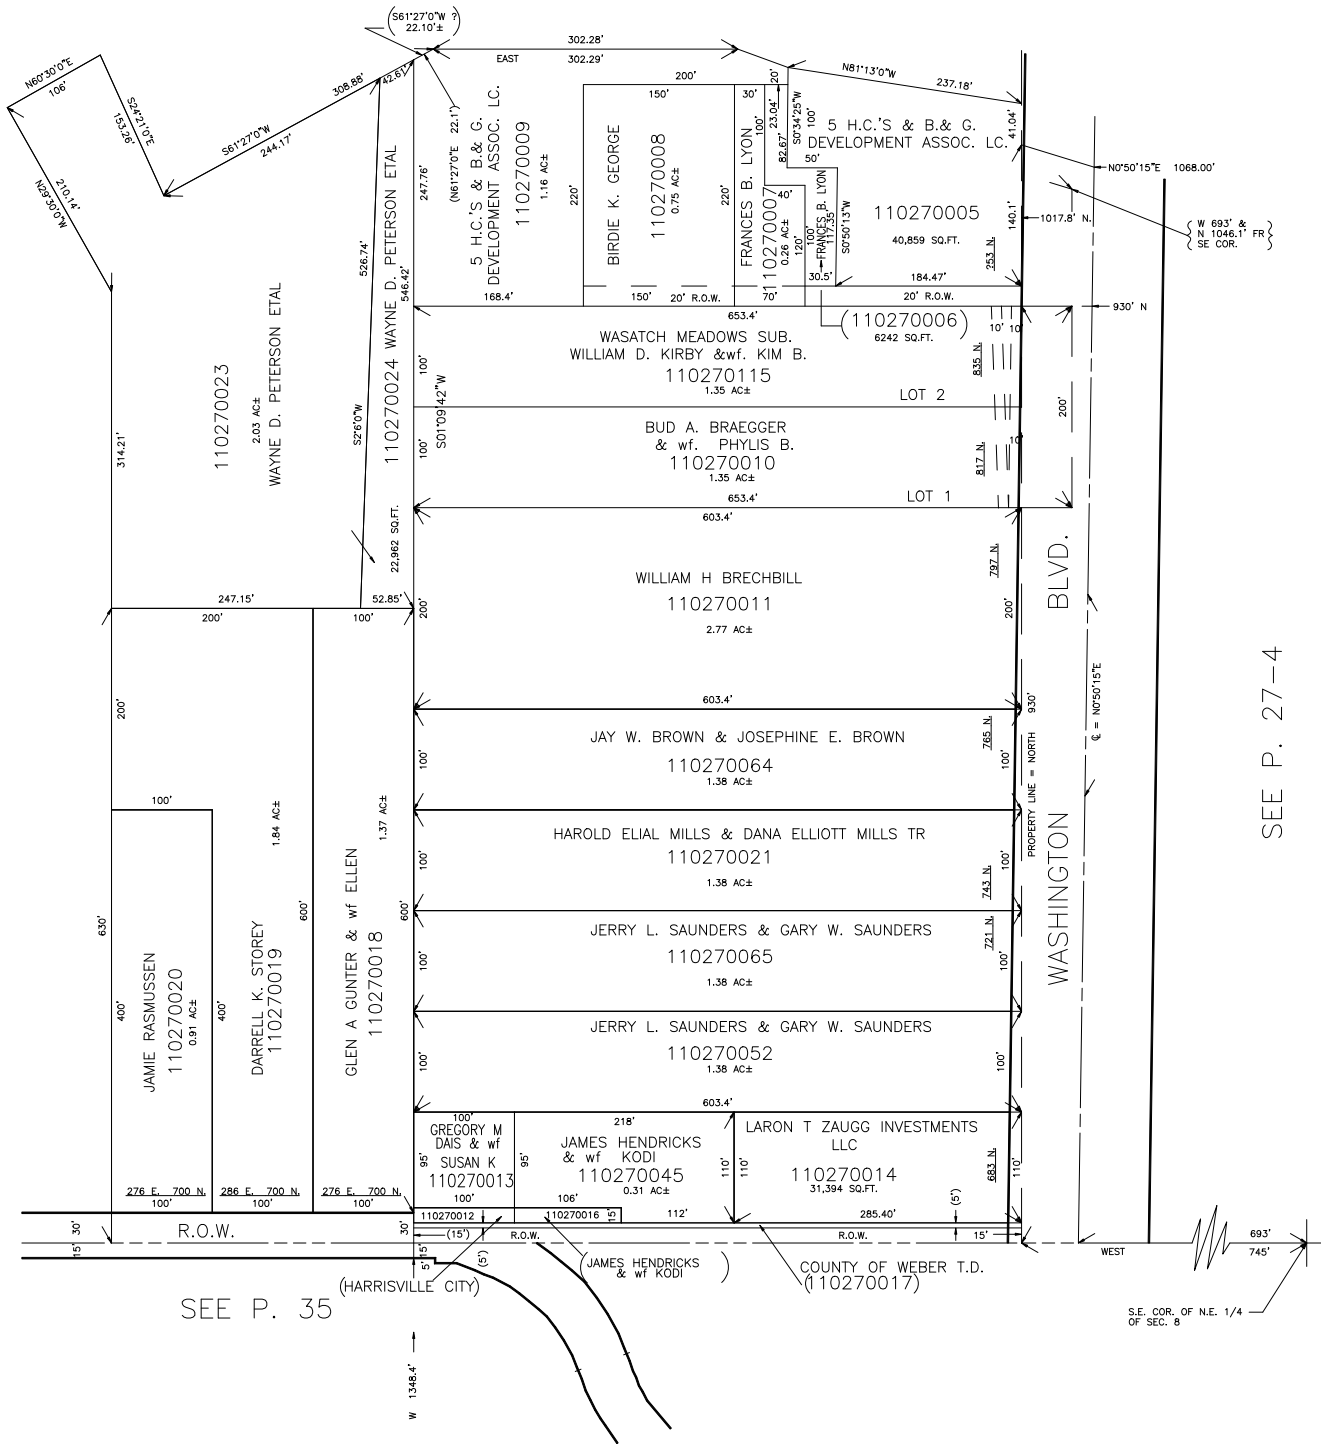 S61°27'0"W ?
22.10'±
302.28'
EAST
302.29'
N60°30'0"E
106'
S24°21'0"E
153.26'
308.88'
42.61'
S61°27'0"W
244.17'
N29°30'0"W
210.14'
(N61°27'0"E 22.1')
247.76'
5 H.C.'S & B.& G.
DEVELOPMENT ASSOC. LC.
110270009
1.16 AC±
200'
20'
150'
30'
BIRDIE K. GEORGE
110270008
0.75 AC±
220'
220'
FRANCES B. LYON
110270007
0.26 AC±
100'
23.04'
82.67'
S0°34'25"W
100'
50'
40'
120'
100'
FRANCES B. LYON
117.35'
S0°50'13"W
30.5'
N81°13'0"W
237.18'
5 H.C.'S & B.& G.
DEVELOPMENT ASSOC. LC.
110270005
40,859 SQ.FT.
41.04'
140.1'
253 N.
184.47'
N0°50'15"E 1068.00'
1017.8' N.
W 693' &
N 1046.1' FR
SE COR.
168.4'
150'
20' R.O.W.
70'
20' R.O.W.
930' N
653.4'
(110270006)
6242 SQ.FT.
10'
10'
WASATCH MEADOWS SUB.
WILLIAM D. KIRBY &wf. KIM B.
110270115
1.35 AC±
100'
835 N.
LOT 2
200'
BUD A. BRAEGGER
& wf. PHYLIS B.
110270010
1.35 AC±
100'
817 N.
10'
653.4'
LOT 1
603.4'
526.74'
546.42'
S2°6'0"W
S01°09'42"W
110270024 WAYNE D. PETERSON ETAL
22,962 SQ.FT.
110270023
2.03 AC±
WAYNE D. PETERSON ETAL
314.21'
WILLIAM H BRECHBILL
110270011
2.77 AC±
200'
797 N.
200'
WASHINGTON BLVD.
℄ = N0°50'15"E
SEE P. 27-4
247.15'
52.85'
200'
100'
603.4'
200'
JAY W. BROWN & JOSEPHINE E. BROWN
110270064
1.38 AC±
100'
765 N.
100'
PROPERTY LINE = NORTH 930'
100'
1.84 AC±
1.37 AC±
HAROLD ELIAL MILLS & DANA ELLIOTT MILLS TR
110270021
1.38 AC±
100'
743 N.
100'
630'
600'
600'
JERRY L. SAUNDERS & GARY W. SAUNDERS
110270065
1.38 AC±
100'
721 N.
100'
JAMIE RASMUSSEN
110270020
0.91 AC±
400'
400'
DARRELL K. STOREY
110270019
GLEN A GUNTER & wf ELLEN
110270018
JERRY L. SAUNDERS & GARY W. SAUNDERS
110270052
1.38 AC±
100'
100'
603.4'
100'
GREGORY M
DAIS & wf
SUSAN K
110270013
95'
95'
100'
218'
JAMES HENDRICKS
& wf KODI
110270045
0.31 AC±
110'
110'
106'
LARON T ZAUGG INVESTMENTS
LLC
110270014
31,394 SQ.FT.
683 N.
110'
276 E. 700 N.
286 E. 700 N.
276 E. 700 N.
100'
100'
100'
110270012
110270016
15'
112'
285.40'
(5')
30'
R.O.W.
30'
(15')
R.O.W.
R.O.W.
15'
15'
15'
5'
(5')
WEST
693'
745'
(HARRISVILLE CITY)
(JAMES HENDRICKS
& wf KODI)
COUNTY OF WEBER T.D.
(110270017)
SEE P. 35
S.E. COR. OF N.E. 1/4
OF SEC. 8
W 1348.4'